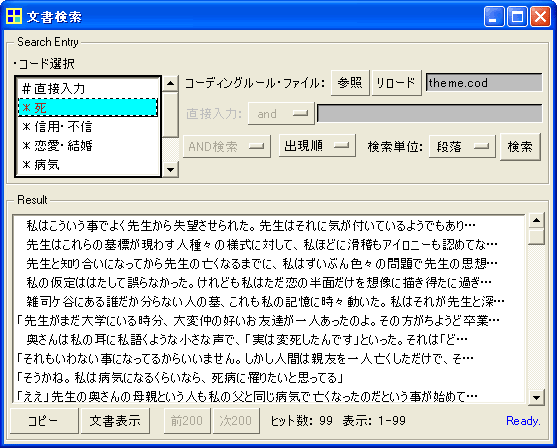 文書検索
Search Entry
・コード選択
＃直接入力
＊死
＊信用・不信
＊恋愛・結婚
＊病気
コーディングルール・ファイル: 参照 リロード theme.cod
直接入力: and
AND検索 出現順 検索単位: 段落 検索
Result
私はこういう事でよく先生から失望させられた。先生はそれに気が付いているようでもあり…
先生はこれらの墓標が現わす人種々の様式に対して、私ほどに滑稽もアイロニーも認めてな…
先生と知り合いになってから先生の亡くなるまでに、私はずいぶん色々の問題で先生の思想…
私の仮定ははたして誤らなかった。けれども私はただ恋の半面だけを想像に描き得たに過ぎ…
雑司ヶ谷にある誰だか分らない人の墓、これも私の記憶に時々動いた。私はそれが先生と深…
「先生がまだ大学にいる時分、大変仲の好いお友達が一人あったのよ。その方がちょうど卒業…
奥さんは私の耳に私語くような小さな声で、「実は変死したんです」といった。それは「ど…
「それもいわない事になってるからいいません。しかし人間は親友を一人亡くしただけで、そ…
「そうかね。私は病気になるくらいなら、死病に罹りたいと思ってる」
「ええ」先生の奥さんの母親という人も私の父と同じ病気で亡くなったのだという事が始めて…
コピー 文書表示 前200 次200 ヒット数: 99 表示: 1-99 Ready.